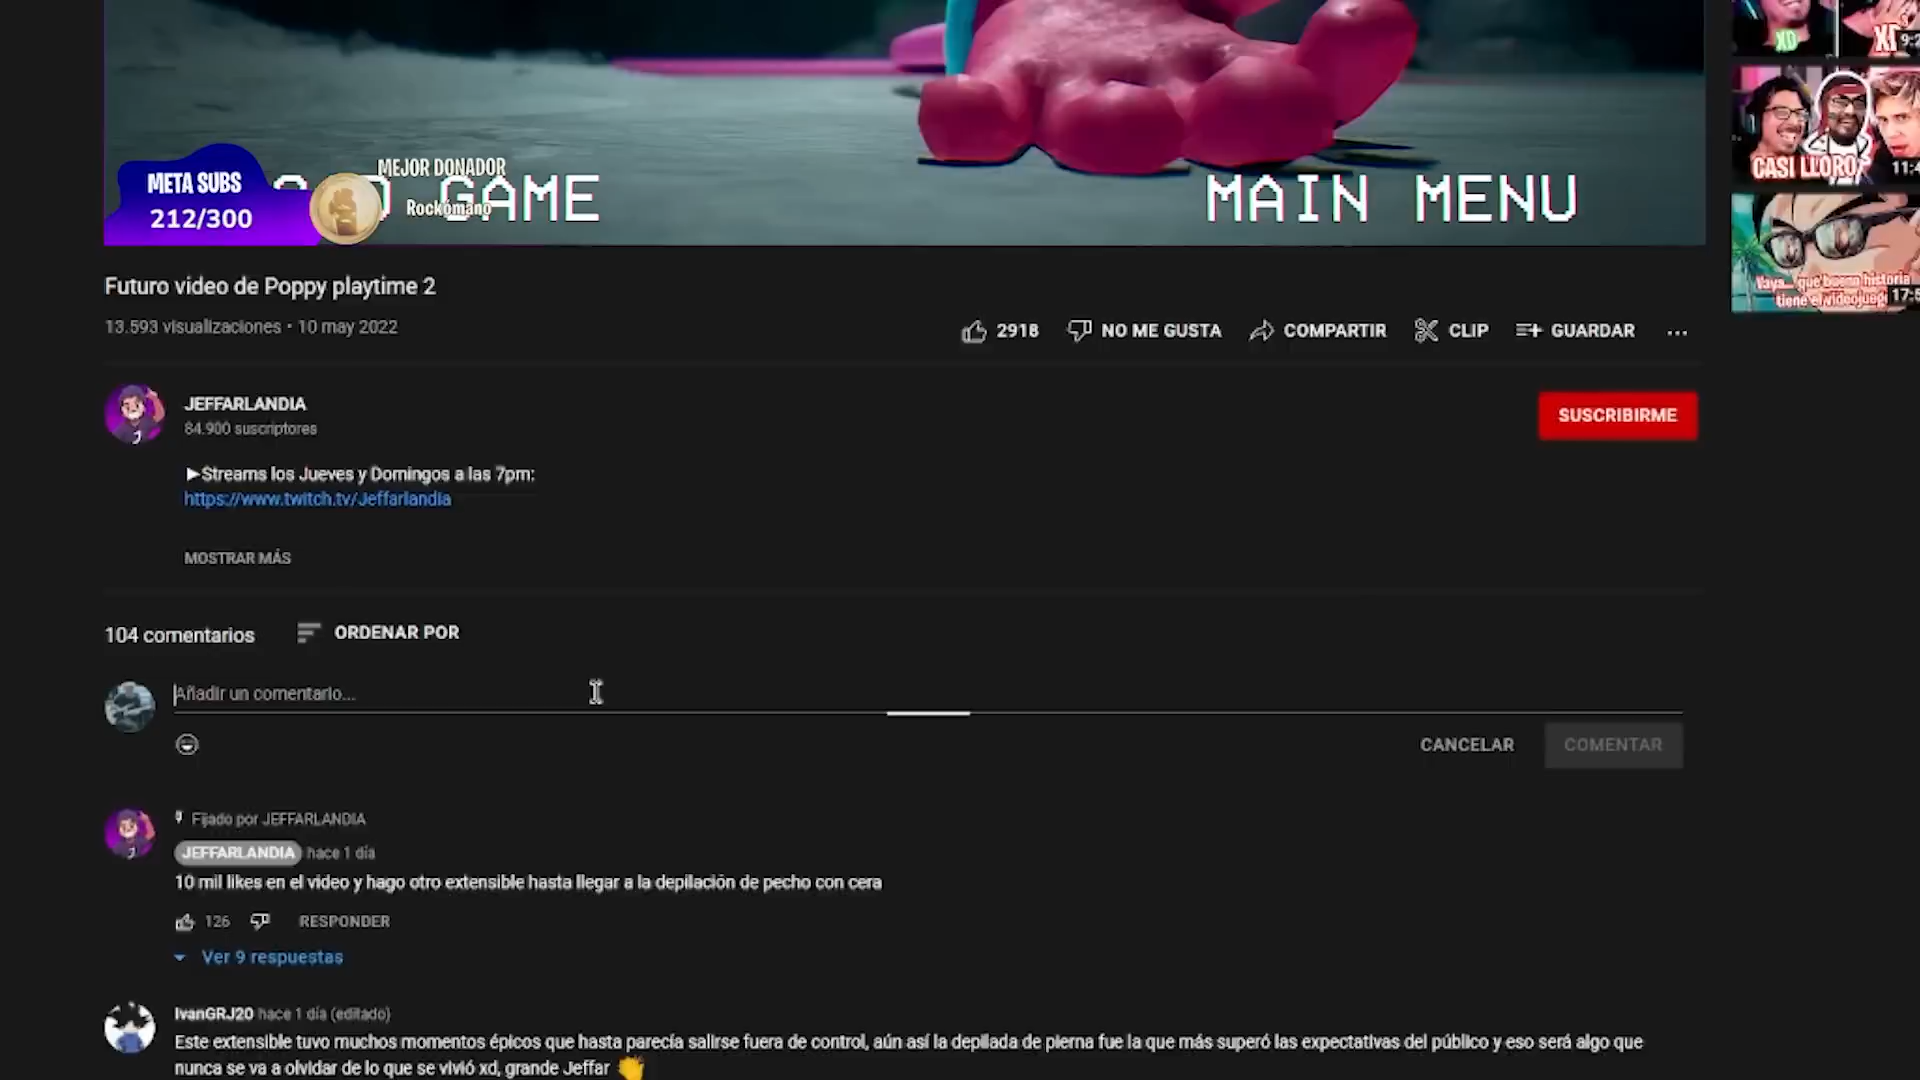 META SUBS
212/300
MEJOR DONADOR
Rockomano
GAME
MAIN MENU
XD
9:2
CASI LLORO
11:4
Vaya... que buena historia
tiene el videojuego
17:5
Futuro video de Poppy playtime 2
13.593 visualizaciones • 10 may 2022
2918
NO ME GUSTA
COMPARTIR
CLIP
GUARDAR
...
JEFFARLANDIA
84.900 suscriptores
SUSCRIBIRME
►Streams los Jueves y Domingos a las 7pm:
https://www.twitch.tv/Jeffarlandia
MOSTRAR MÁS
104 comentarios
ORDENAR POR
Añadir un comentario...
CANCELAR
COMENTAR
Fijado por JEFFARLANDIA
JEFFARLANDIA hace 1 día
10 mil likes en el video y hago otro extensible hasta llegar a la depilación de pecho con cera
126
RESPONDER
Ver 9 respuestas
IvanGRJ20 hace 1 día (editado)
Este extensible tuvo muchos momentos épicos que hasta parecía salirse fuera de control, aún así la depilada de pierna fue la que más superó las expectativas del público y eso será algo que
nunca se va a olvidar de lo que se vivió xd, grande Jeffar 👏